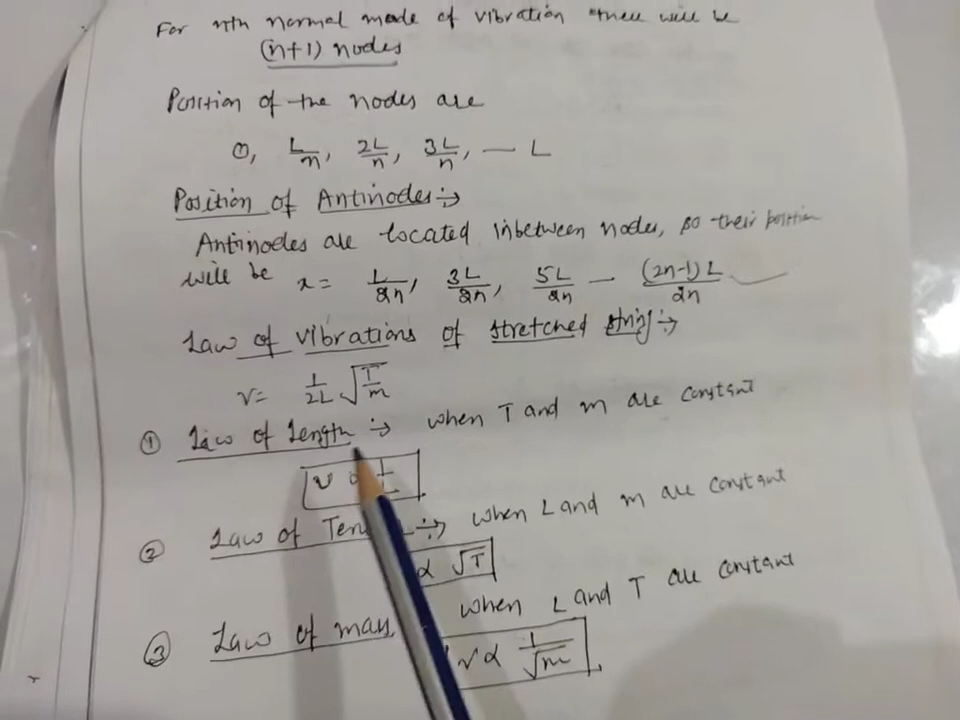 For nth normal mode of vibration there will be
(n+1) nodes
Position of the nodes are
0, L/n, 2L/n, 3L/n, — L
Position of Antinodes :→
Antinodes are located inbetween nodes, so their position
will be x = L/2n, 3L/2n, 5L/2n — (2n-1)L/2n
Law of vibrations of stretched string :→
ν = 1/2L √T/m
① Law of Length :→ when T and m are constant
ν ∝ 1/L
② Law of Ten :→ when L and m are constant
∝ √T
③ Law of mass when L and T are constant
ν ∝ 1/√m